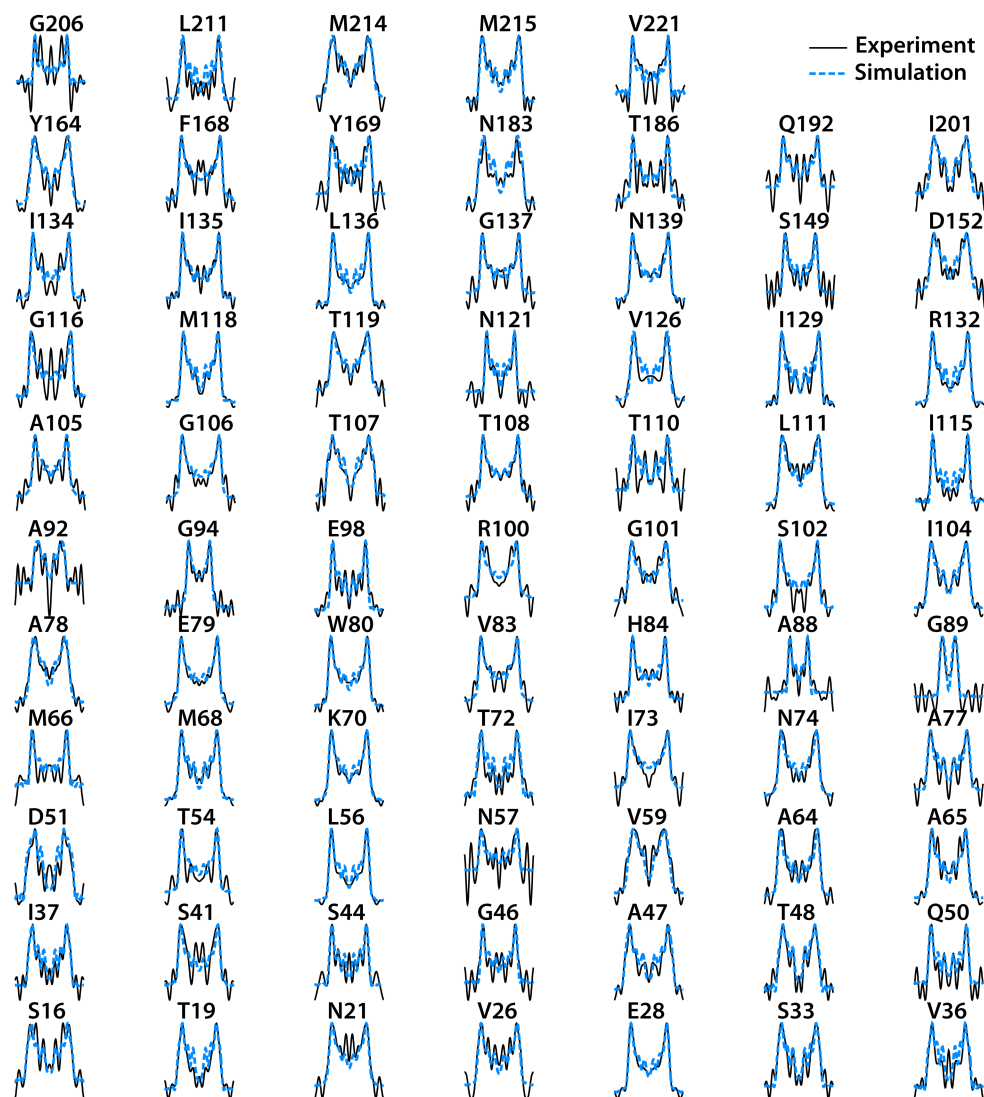 G206 L211 M214 M215 V221
Experiment
Simulation
Y164 F168 Y169 N183 T186 Q192 I201
I134 I135 L136 G137 N139 S149 D152
G116 M118 T119 N121 V126 I129 R132
A105 G106 T107 T108 T110 L111 I115
A92 G94 E98 R100 G101 S102 I104
A78 E79 W80 V83 H84 A88 G89
M66 M68 K70 T72 I73 N74 A77
D51 T54 L56 N57 V59 A64 A65
I37 S41 S44 G46 A47 T48 Q50
S16 T19 N21 V26 E28 S33 V36